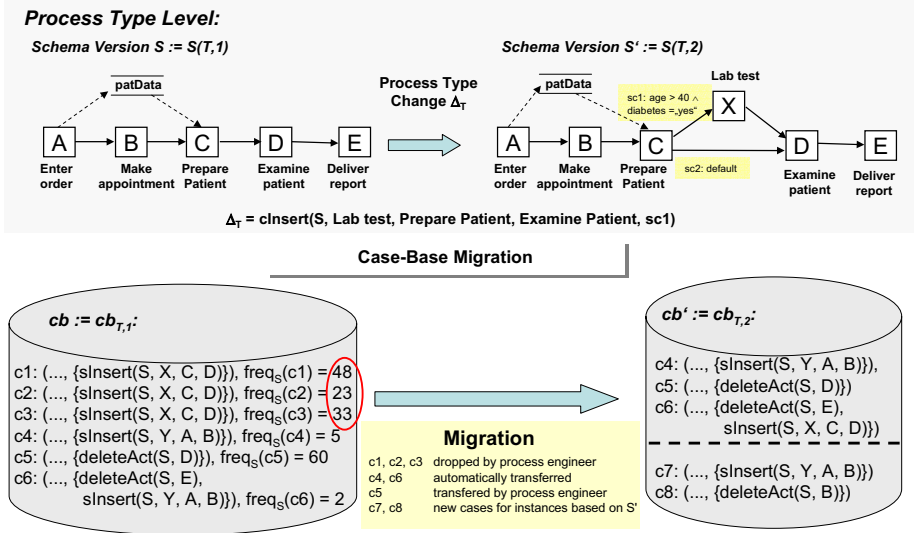 Process Type Level:
Schema Version S := S(T,1)
Schema Version S‘ := S(T,2)
patData
Process Type
Change ΔT
patData
sc1: age > 40 ∧
diabetes =„yes“
Lab test
X
A
B
C
D
E
Enter
order
Make
appointment
Prepare
Patient
Examine
patient
Deliver
report
A
B
C
D
E
sc2: default
Enter
order
Make
appointment
Prepare
Patient
Examine
patient
Deliver
report
ΔT = cInsert(S, Lab test, Prepare Patient, Examine Patient, sc1)
Case-Base Migration
cb := cbT,1:
c1: (..., {sInsert(S, X, C, D)}), freqS(c1) = 48
c2: (..., {sInsert(S, X, C, D)}), freqS(c2) = 23
c3: (..., {sInsert(S, X, C, D)}), freqS(c3) = 33
c4: (..., {sInsert(S, Y, A, B)}), freqS(c4) = 5
c5: (..., {deleteAct(S, D)}), freqS(c5) = 60
c6: (..., {deleteAct(S, E),
sInsert(S, Y, A, B)}), freqS(c6) = 2
Migration
c1, c2, c3 dropped by process engineer
c4, c6 automatically transferred
c5 transfered by process engineer
c7, c8 new cases for instances based on S'
cb‘ := cbT,2:
c4: (..., {sInsert(S, Y, A, B)}),
c5: (..., {deleteAct(S, D)})
c6: (..., {deleteAct(S, E),
sInsert(S, X, C, D)})
c7: (..., {sInsert(S, Y, A, B)})
c8: (..., {deleteAct(S, B)})